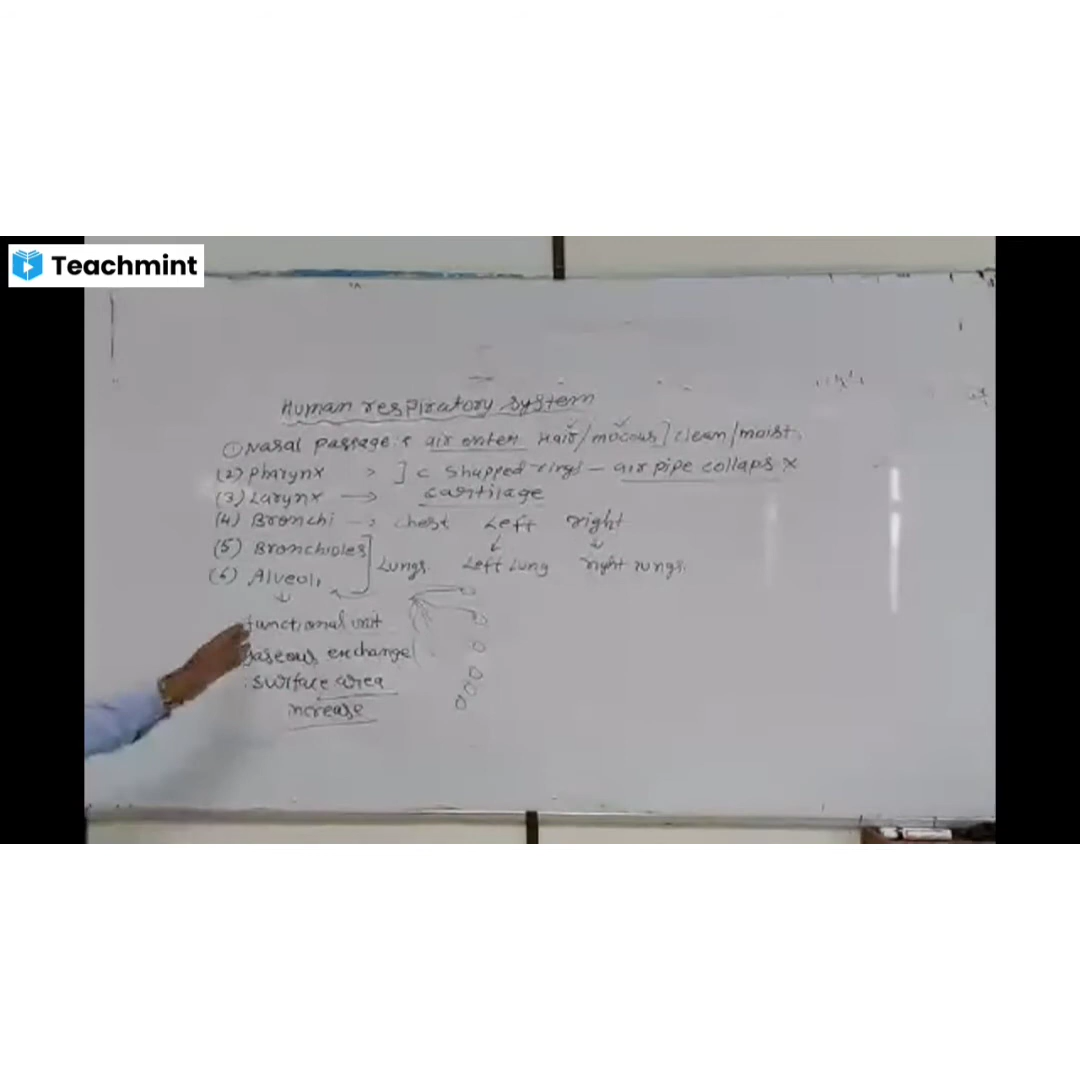 Teachmint
Human respiratory system
(1) Nasal passage : air enter Hair/mucous] clean/moist.
(2) Pharynx > ] c shapped rings – air pipe collaps x
(3) Larynx → cartilage
(4) Bronchi → chest Left right
(5) Bronchioles] Lungs Left Lung right lungs.
(6) Alveoli
functional unit
gaseous exchange
surface area
increase